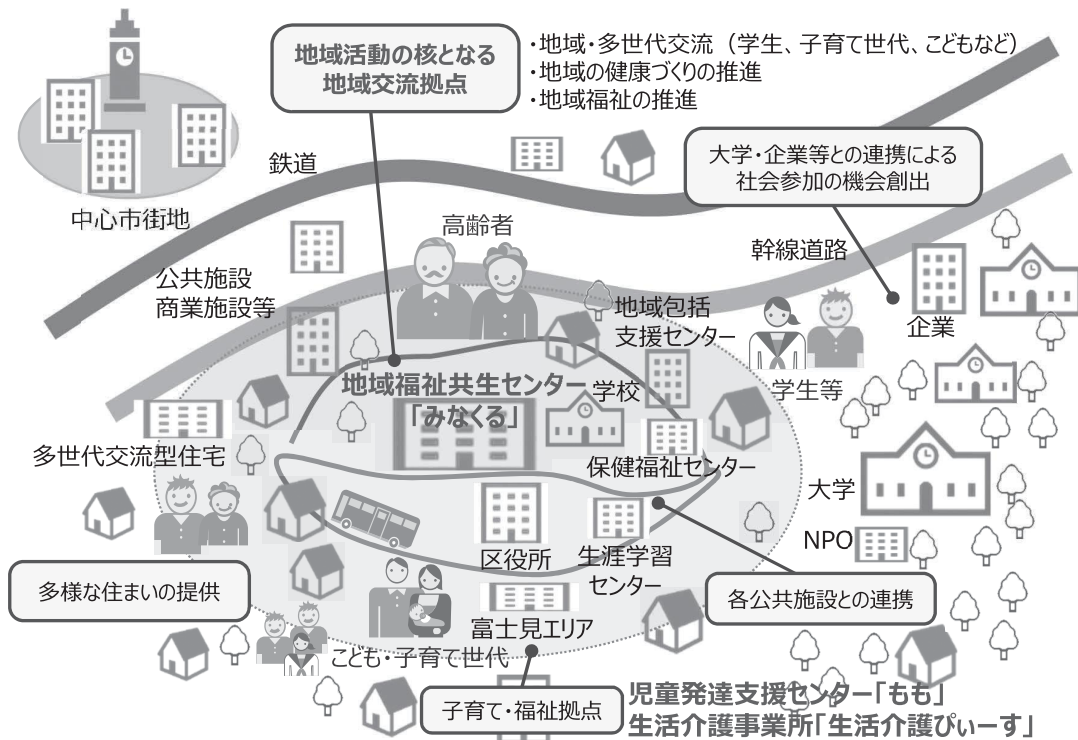 地域活動の核となる
地域交流拠点
・地域・多世代交流（学生、子育て世代、こどもなど）
・地域の健康づくりの推進
・地域福祉の推進
大学・企業等との連携による
社会参加の機会創出
鉄道
中心市街地
高齢者
幹線道路
公共施設
商業施設等
地域包括
支援センター
企業
学生等
地域福祉共生センター
「みなくる」
学校
多世代交流型住宅
保健福祉センター
大学
NPO
区役所
生涯学習
センター
多様な住まいの提供
各公共施設との連携
富士見エリア
こども・子育て世代
子育て・福祉拠点
児童発達支援センター「もも」
生活介護事業所「生活介護ぴぃーす」